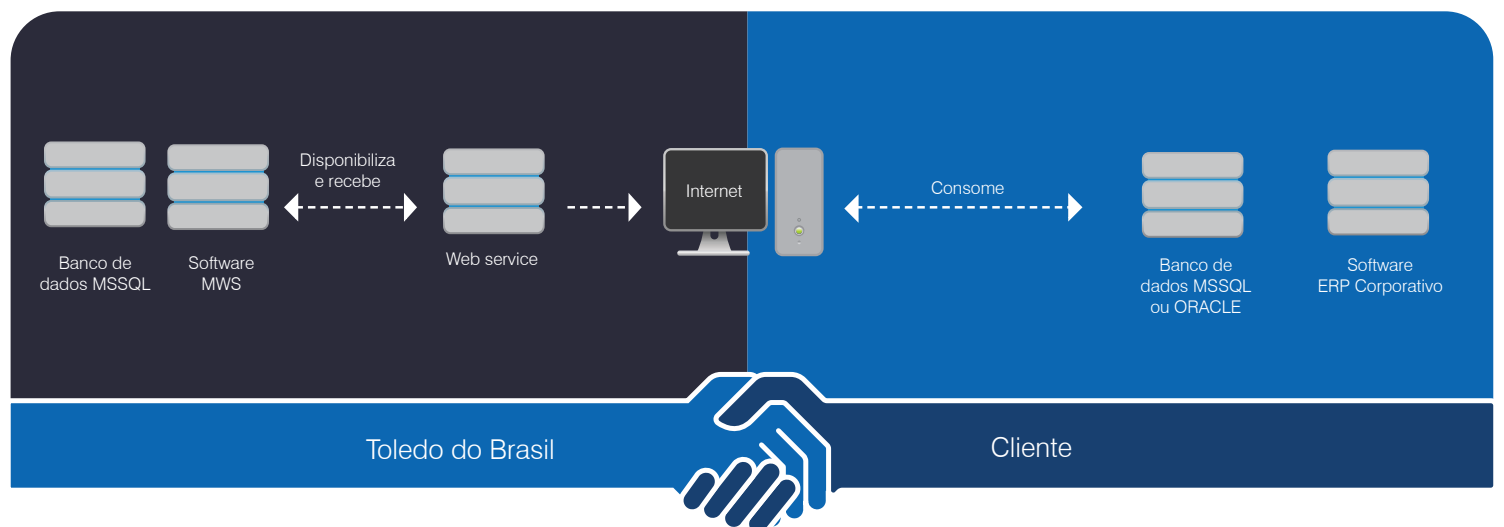 Disponibiliza
e recebe
Internet
Consome
Banco de
dados MSSQL
Software
MWS
Web service
Banco de
dados MSSQL
ou ORACLE
Software
ERP Corporativo
Toledo do Brasil
Cliente